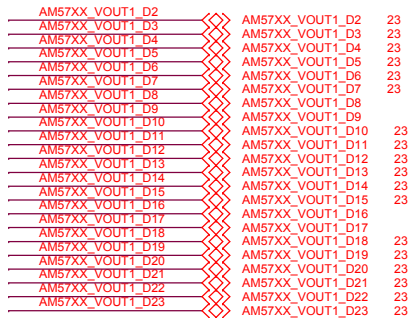 AM57XX_VOUT1_D2 AM57XX_VOUT1_D2 23
AM57XX_VOUT1_D3 AM57XX_VOUT1_D3 23
AM57XX_VOUT1_D4 AM57XX_VOUT1_D4 23
AM57XX_VOUT1_D5 AM57XX_VOUT1_D5 23
AM57XX_VOUT1_D6 AM57XX_VOUT1_D6 23
AM57XX_VOUT1_D7 AM57XX_VOUT1_D7 23
AM57XX_VOUT1_D8 AM57XX_VOUT1_D8
AM57XX_VOUT1_D9 AM57XX_VOUT1_D9
AM57XX_VOUT1_D10 AM57XX_VOUT1_D10 23
AM57XX_VOUT1_D11 AM57XX_VOUT1_D11 23
AM57XX_VOUT1_D12 AM57XX_VOUT1_D12 23
AM57XX_VOUT1_D13 AM57XX_VOUT1_D13 23
AM57XX_VOUT1_D14 AM57XX_VOUT1_D14 23
AM57XX_VOUT1_D15 AM57XX_VOUT1_D15 23
AM57XX_VOUT1_D16 AM57XX_VOUT1_D16
AM57XX_VOUT1_D17 AM57XX_VOUT1_D17
AM57XX_VOUT1_D18 AM57XX_VOUT1_D18 23
AM57XX_VOUT1_D19 AM57XX_VOUT1_D19 23
AM57XX_VOUT1_D20 AM57XX_VOUT1_D20 23
AM57XX_VOUT1_D21 AM57XX_VOUT1_D21 23
AM57XX_VOUT1_D22 AM57XX_VOUT1_D22 23
AM57XX_VOUT1_D23 AM57XX_VOUT1_D23 23